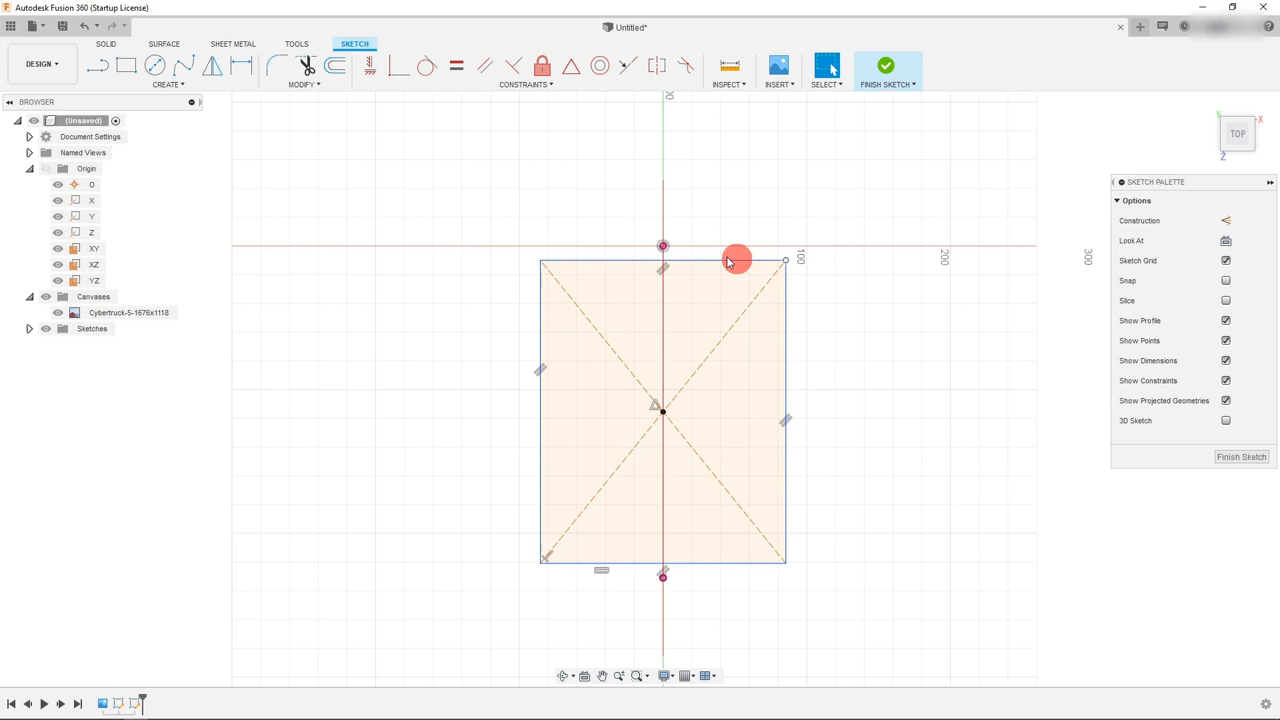 Autodesk Fusion 360 (Startup License)
Untitled*
SOLID SURFACE SHEET METAL TOOLS SKETCH
DESIGN
CREATE MODIFY CONSTRAINTS INSPECT INSERT SELECT FINISH SKETCH
BROWSER
(Unsaved)
Document Settings
Named Views
Origin
O
X
Y
Z
XY
XZ
YZ
Canvases
Cybertruck-5-1676x1118
Sketches
100
200
300
TOP
X
Z
SKETCH PALETTE
Options
Construction
Look At
Sketch Grid
Snap
Slice
Show Profile
Show Points
Show Dimensions
Show Constraints
Show Projected Geometries
3D Sketch
Finish Sketch